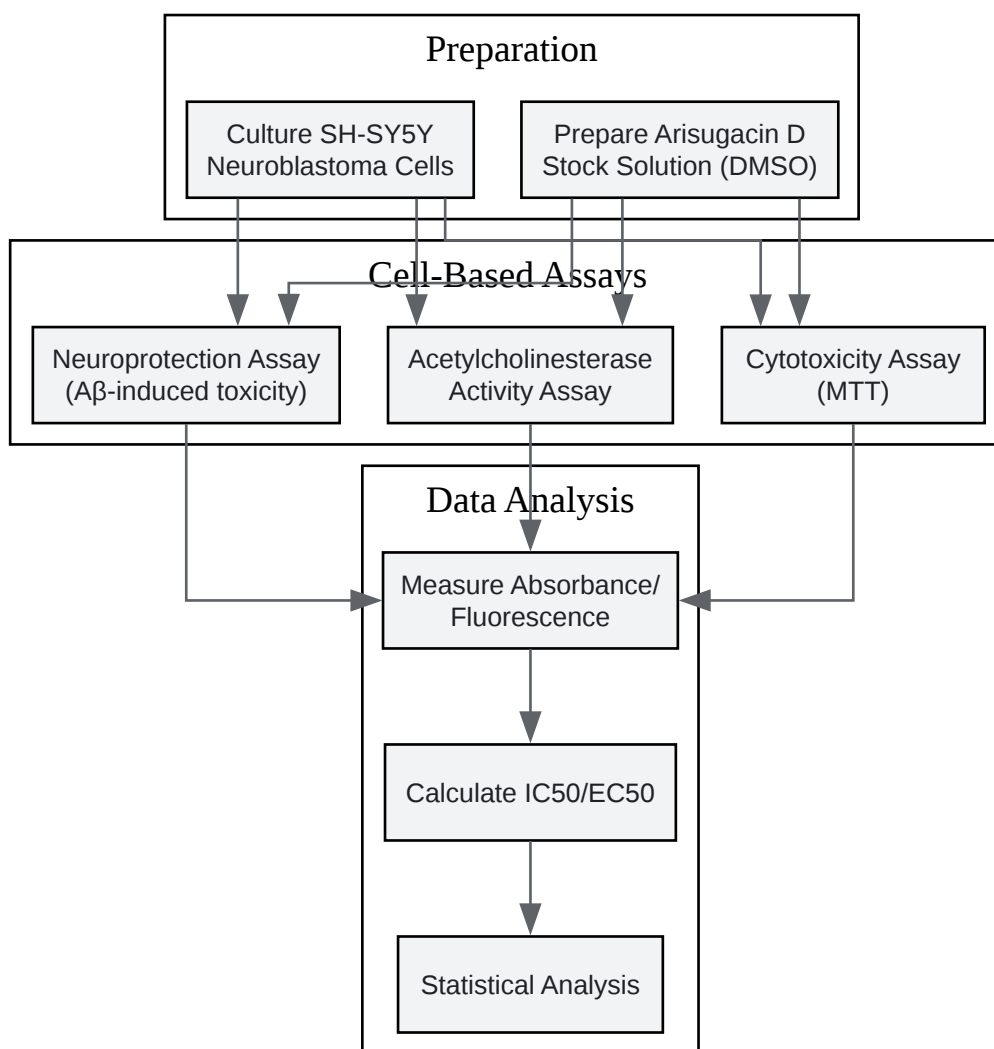 Preparation
Culture SH-SY5Y
Neuroblastoma Cells
Prepare Arisugacin D
Stock Solution (DMSO)
Cell-Based Assays
Neuroprotection Assay
(Aβ-induced toxicity)
Acetylcholinesterase
Activity Assay
Cytotoxicity Assay
(MTT)
Data Analysis
Measure Absorbance/
Fluorescence
Calculate IC50/EC50
Statistical Analysis